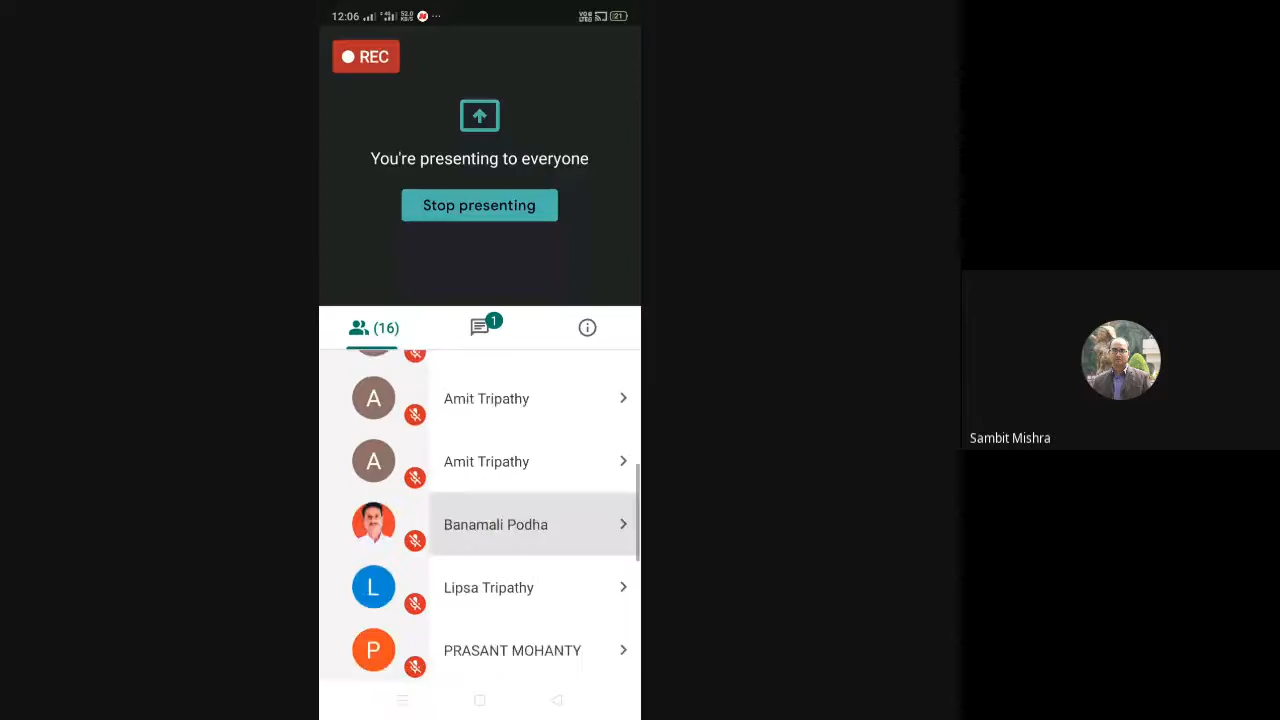 12:06
21
REC
You're presenting to everyone
Stop presenting
(16)
1
A
Amit Tripathy
A
Amit Tripathy
Banamali Podha
L
Lipsa Tripathy
P
PRASANT MOHANTY
Sambit Mishra